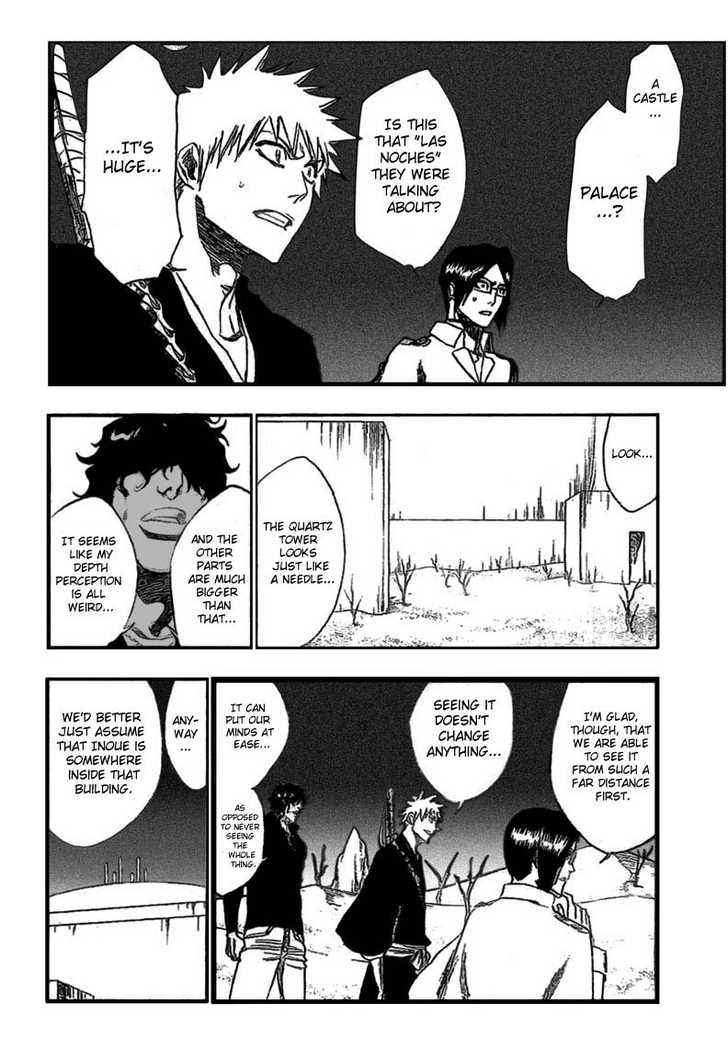 A
CASTLE
...
PALACE
...?
IS THIS
THAT "LAS
NOCHES"
THEY WERE
TALKING
ABOUT?
...IT'S
HUGE...
LOOK...
THE QUARTZ
TOWER
LOOKS
JUST LIKE
A NEEDLE...
AND THE
OTHER
PARTS
ARE MUCH
BIGGER
THAN
THAT...
IT SEEMS
LIKE MY
DEPTH
PERCEPTION
IS ALL
WEIRD...
I'M GLAD,
THOUGH, THAT
WE ARE ABLE
TO SEE IT
FROM SUCH A
FAR DISTANCE
FIRST.
SEEING IT
DOESN'T
CHANGE
ANYTHING...
IT CAN
PUT OUR
MINDS AT
EASE...
AS
OPPOSED
TO NEVER
SEEING
THE
WHOLE
THING.
ANY-
WAY
...
WE'D BETTER
JUST ASSUME
THAT INOUE IS
SOMEWHERE
INSIDE THAT
BUILDING.